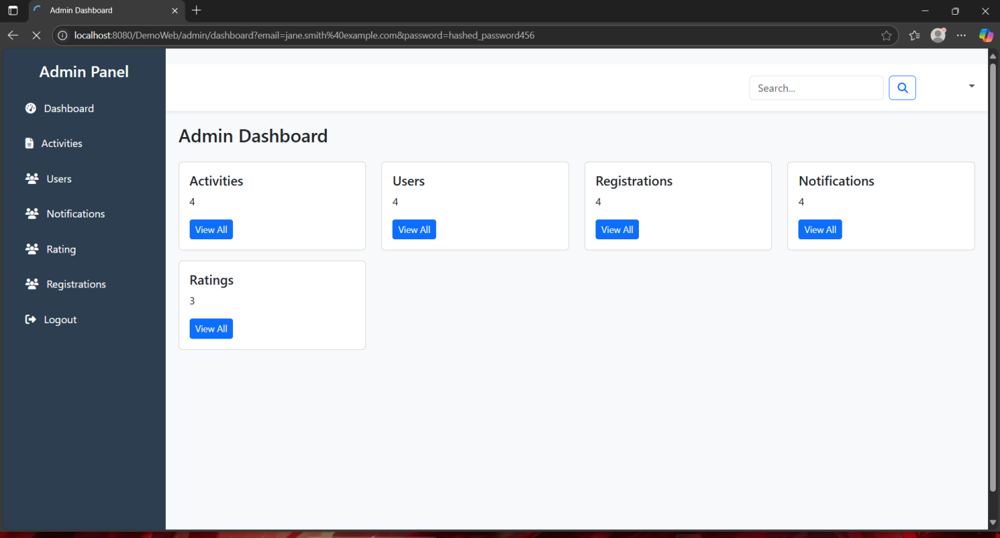 Admin Dashboard
localhost:8080/DemoWeb/admin/dashboard?email=jane.smith%40example.com&password=hashed_password456
Admin Panel
Dashboard
Activities
Users
Notifications
Rating
Registrations
Logout
Search...
Admin Dashboard
Activities
4
View All
Users
4
View All
Registrations
4
View All
Notifications
4
View All
Ratings
3
View All